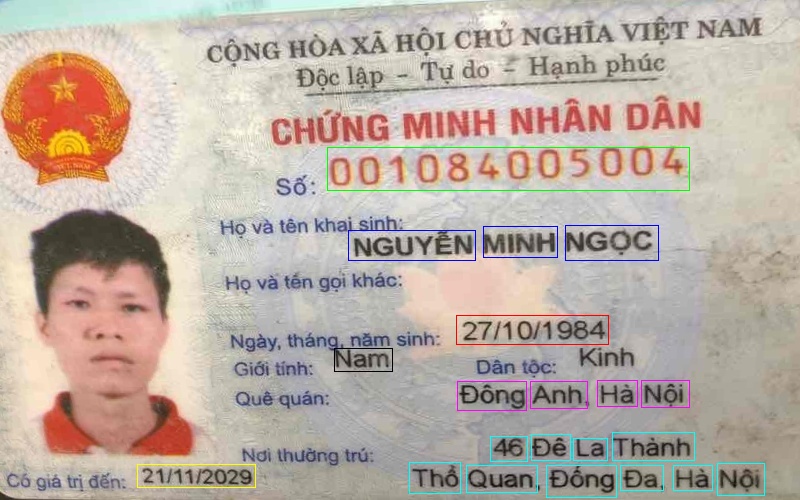 CỘNG HÒA XÃ HỘI CHỦ NGHĨA VIỆT NAM
Độc lập - Tự do - Hạnh phúc
CHỨNG MINH NHÂN DÂN
Số: 001084005004
Họ và tên khai sinh:
NGUYỄN MINH NGỌC
Họ và tên gọi khác:
Ngày, tháng, năm sinh: 27/10/1984
Giới tính: Nam Dân tộc: Kinh
Quê quán: Đông Anh, Hà Nội
Nơi thường trú: 46 Đê La Thành
Thổ Quan, Đống Đa, Hà Nội
Có giá trị đến: 21/11/2029
VIỆT NAM